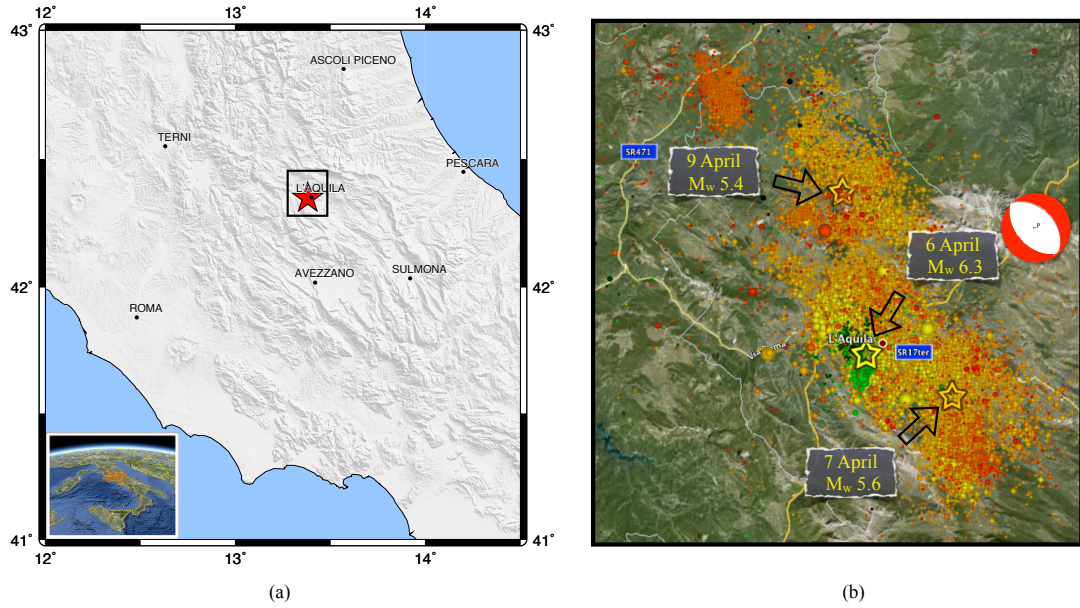 43˚
43˚
ASCOLI PICENO
TERNI
PESCARA
L'AQUILA
AVEZZANO
SULMONA
42˚
42˚
ROMA
41˚
41˚
12˚
13˚
14˚
12˚
13˚
14˚
(a)
SR471
9 April
Mw 5.4
_P
6 April
Mw 6.3
L'Aquila
SR17ter
7 April
Mw 5.6
(b)